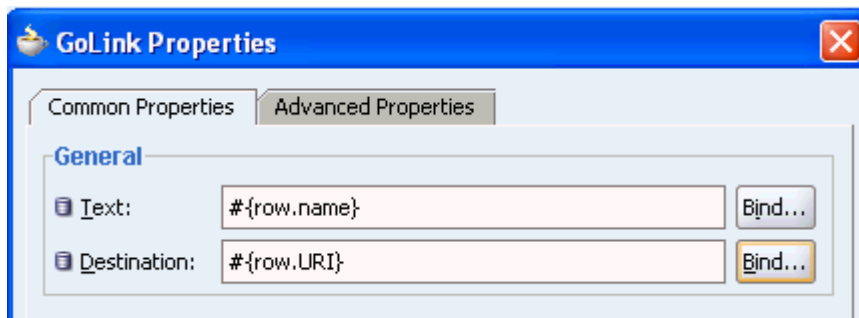 GoLink Properties
Common Properties Advanced Properties
General
Text: #{row.name} Bind...
Destination: #{row.URI} Bind...